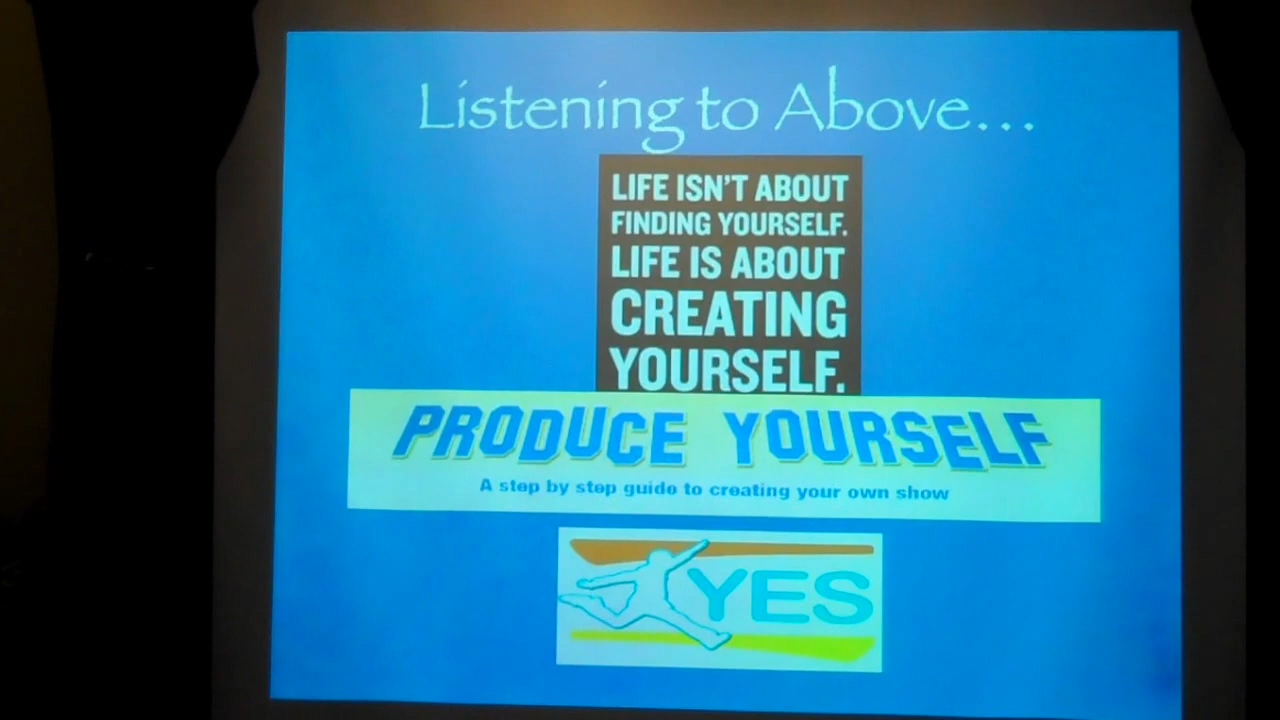 Listening to Above...
LIFE ISN'T ABOUT
FINDING YOURSELF.
LIFE IS ABOUT
CREATING
YOURSELF.
PRODUCE YOURSELF
A step by step guide to creating your own show
YES